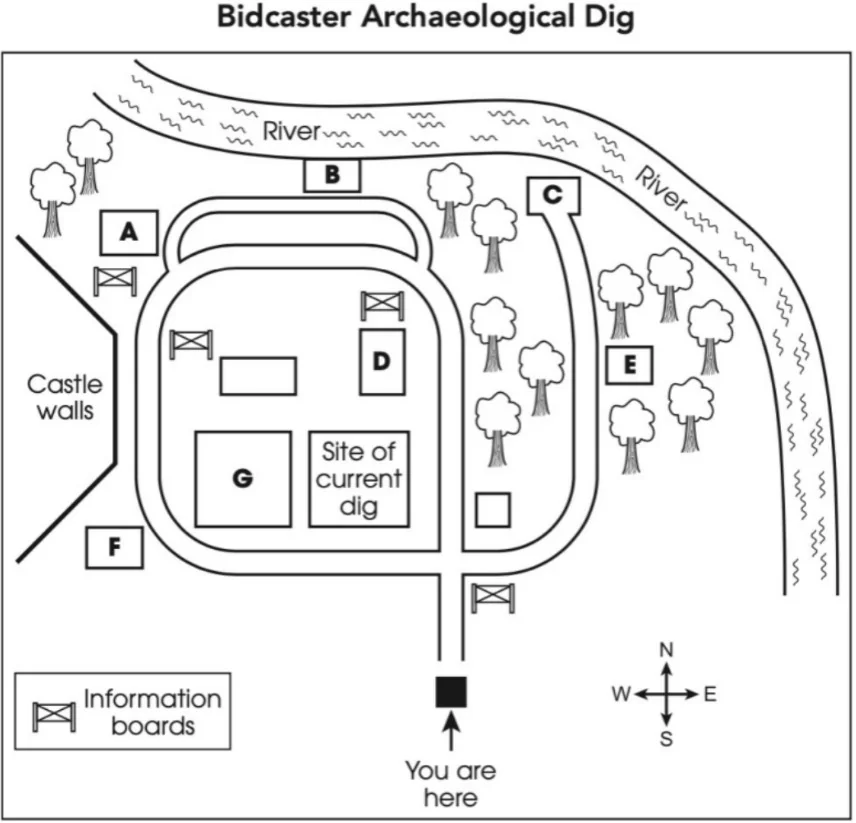 Bidcaster Archaeological Dig
River
River
B
C
A
Castle
walls
D
E
G
Site of
current
dig
F
Information
boards
N
W E
S
You are
here